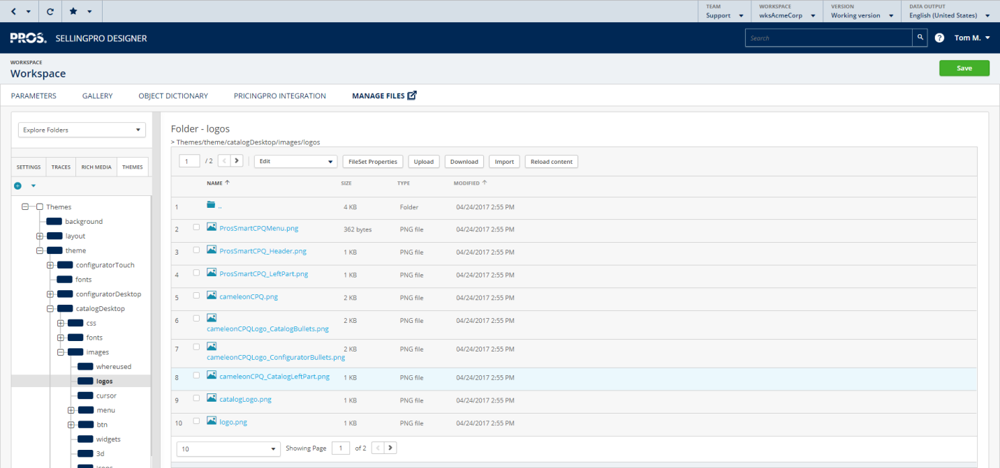 TEAM
Support
WORKSPACE
wksAcmeCorp
VERSION
Working version
DATA OUTPUT
English (United States)
PROS. SELLINGPRO DESIGNER
Search
?
Tom M.
WORKSPACE
Workspace
Save
PARAMETERS
GALLERY
OBJECT DICTIONARY
PRICINGPRO INTEGRATION
MANAGE FILES
Explore Folders
SETTINGS
TRACES
RICH MEDIA
THEMES
Themes
background
layout
theme
configuratorTouch
fonts
configuratorDesktop
catalogDesktop
css
fonts
images
whereused
logos
cursor
menu
btn
widgets
3d
icons
Folder - logos
> Themes/theme/catalogDesktop/images/logos
1 / 2 < > Edit FileSet Properties Upload Download Import Reload content
NAME ↑ SIZE TYPE MODIFIED ↑
1 .. 4 KB Folder 04/24/2017 2:55 PM
2 ProsSmartCPQMenu.png 362 bytes PNG file 04/24/2017 2:55 PM
3 ProsSmartCPQ_Header.png 1 KB PNG file 04/24/2017 2:55 PM
4 ProsSmartCPQ_LeftPart.png 1 KB PNG file 04/24/2017 2:55 PM
5 cameleonCPQ.png 2 KB PNG file 04/24/2017 2:55 PM
6 cameleonCPQLogo_CatalogBullets.png 2 KB PNG file 04/24/2017 2:55 PM
7 cameleonCPQLogo_ConfiguratorBullets.png 2 KB PNG file 04/24/2017 2:55 PM
8 cameleonCPQ_CatalogLeftPart.png 1 KB PNG file 04/24/2017 2:55 PM
9 catalogLogo.png 1 KB PNG file 04/24/2017 2:55 PM
10 logo.png 1 KB PNG file 04/24/2017 2:55 PM
10 Showing Page 1 of 2 < >